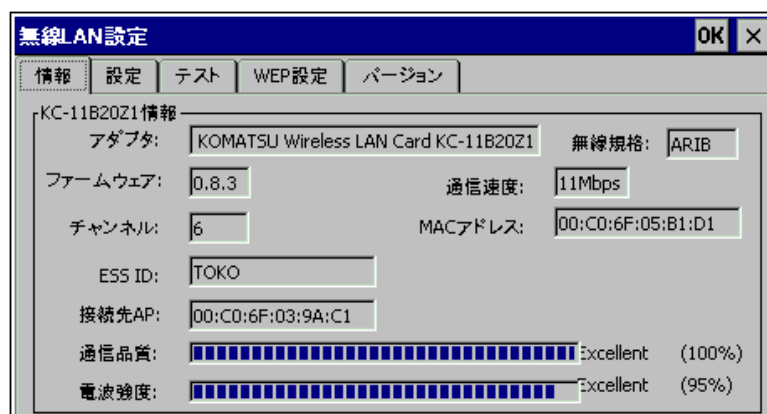 無線LAN設定 OK ×
情報 設定 テスト WEP設定 バージョン
KC-11B20Z1情報
アダプタ: KOMATSU Wireless LAN Card KC-11B20Z1 無線規格: ARIB
ファームウェア: 0.8.3 通信速度: 11Mbps
チャンネル: 6 MACアドレス: 00:C0:6F:05:B1:D1
ESS ID: TOKO
接続先AP: 00:C0:6F:03:9A:C1
通信品質: Excellent (100%)
電波強度: Excellent (95%)